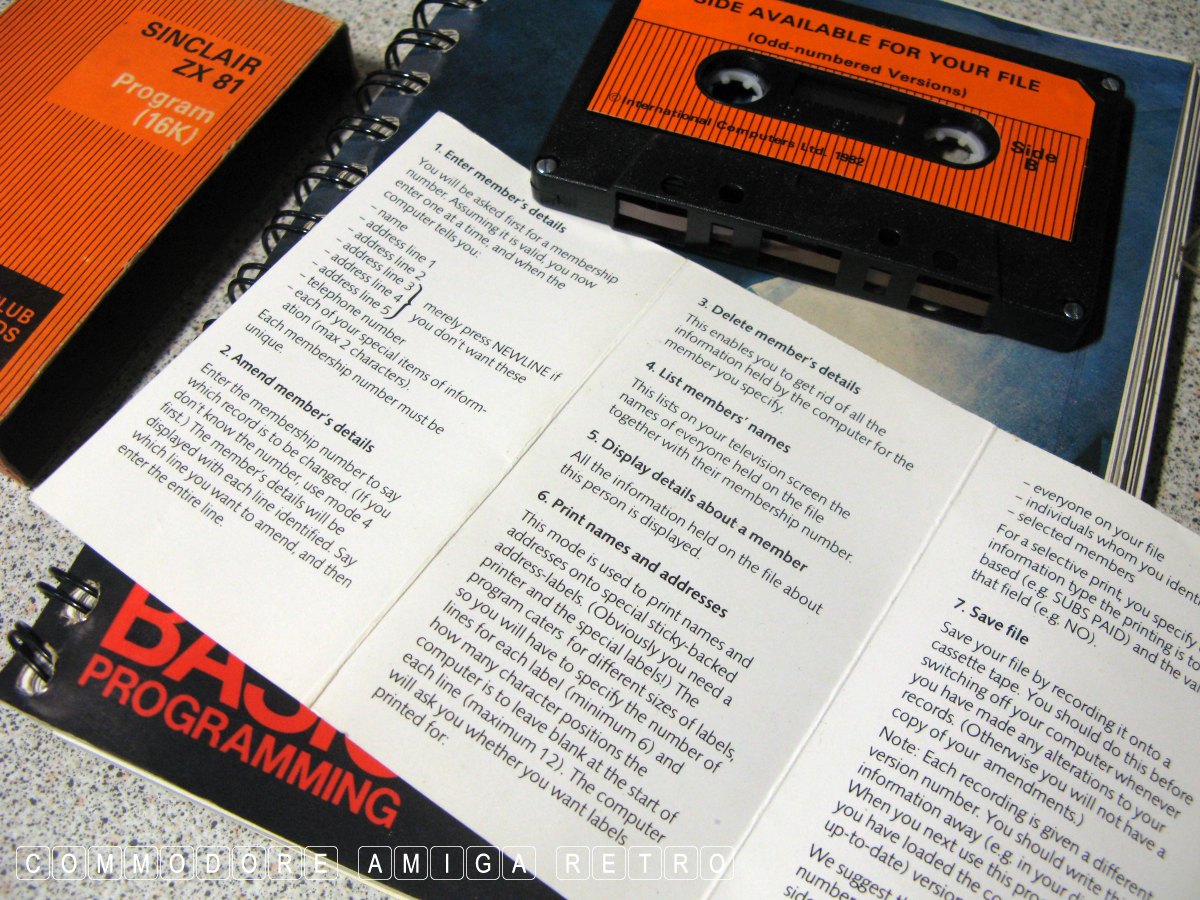 SINCLAIR
ZX 81
Program
(16K)
SIDE AVAILABLE FOR YOUR FILE
(Odd-numbered Versions)
© International Computers Ltd. 1982
Side
B
1. Enter member's details
You will be asked first for a membership
number. Assuming it is valid, you now
enter one at a time, and when the
computer tells you:
– name
– address line 1
– address line 2
– address line 3
– address line 4
– address line 5
merely press NEWLINE if
you don't want these
– telephone number
– each of your special items of inform-
ation (max 2 characters).
Each membership number must be
unique.
2. Amend member's details
Enter the membership number to say
which record is to be changed. (If you
don't know the number, use mode 4
first.) The member's details will be
displayed with each line identified. Say
which line you want to amend, and then
enter the entire line.
3. Delete member's details
This enables you to get rid of all the
information held by the computer for the
member you specify.
4. List members' names
This lists on your television screen the
names of everyone held on the file
together with their membership number.
5. Display details about a member
All the information held on the file about
this person is displayed.
6. Print names and addresses
This mode is used to print names and
addresses onto special sticky-backed
address-labels. (Obviously you need a
printer and the special labels!) The
program caters for different sizes of labels,
so you will have to specify the number of
lines for each label (minimum 6) and
how many character positions the
computer is to leave blank at the start of
each line (maximum 12). The computer
will ask you whether you want labels
printed for:
– everyone on your file
– individuals whom you
– selected members
For a selective print, you specify
information type the printing is to
based (e.g. SUBS PAID) and the
that field (e.g. NO).
7. Save file
Save your file by recording it onto a
cassette tape. You should do this before
switching off your computer whenever
you have made any alterations to your
records. (Otherwise you will not have a
copy of your amendments.)
Note: Each recording is given a different
version number. You should write this
information away (e.g. in your
When you next use this
you have loaded the
up-to-date)
We suggest
BASIC
PROGRAMMING
COMMODORE AMIGA RETRO